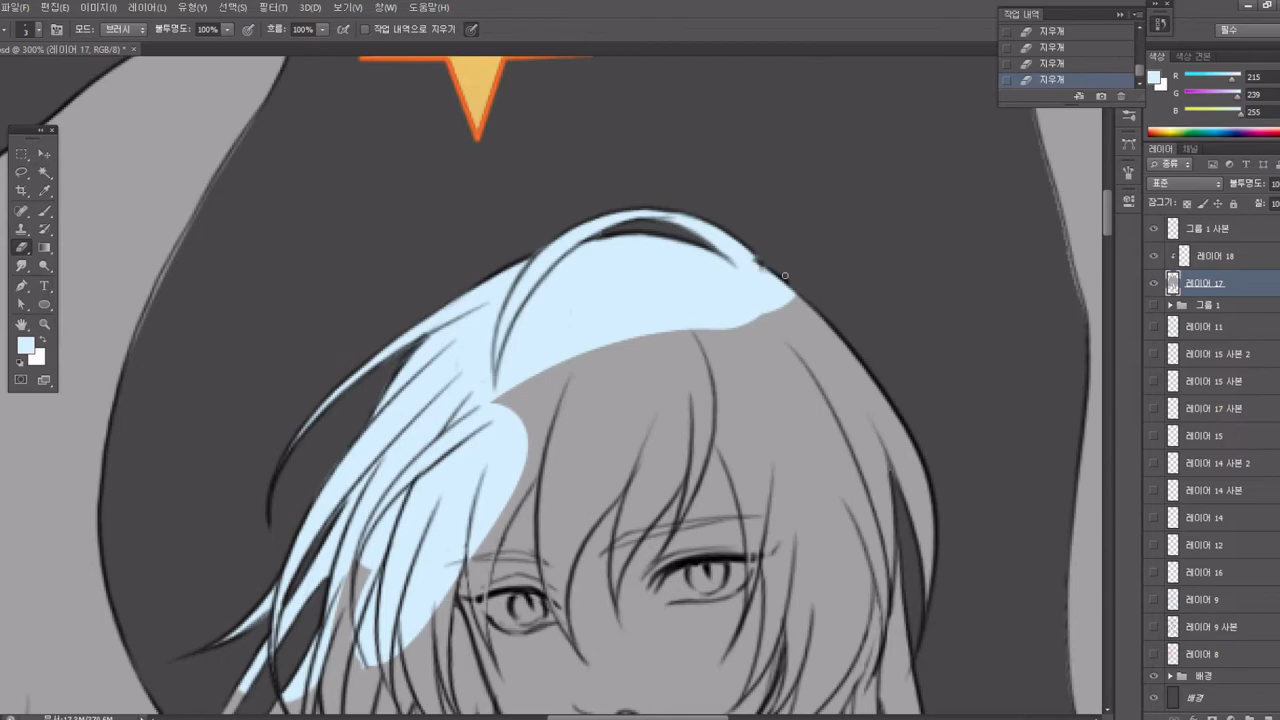 파일(F) 편집(E) 이미지(I) 레이어(L) 유형(Y) 선택(S) 필터(T) 3D(D) 보기(V) 창(W) 도움말(H)
3 모드: 브러시 불투명도: 100% 흐름: 100% 작업 내역으로 지우기 필수
@ 300% (레이어 17, RGB/8) * ×
작업 내역
지우개
지우개
지우개
지우개
색상 색상 견본
R 215
G 239
B 255
레이어 채널
종류
표준 불투명도:
잠그기: 칠:
그룹 1 사본
레이어 18
레이어 17
그룹 1
레이어 11
레이어 15 사본 2
레이어 15 사본
레이어 17 사본
레이어 15
레이어 14 사본 2
레이어 14 사본
레이어 14
레이어 12
레이어 16
레이어 9
레이어 9 사본
레이어 8
배경
배경